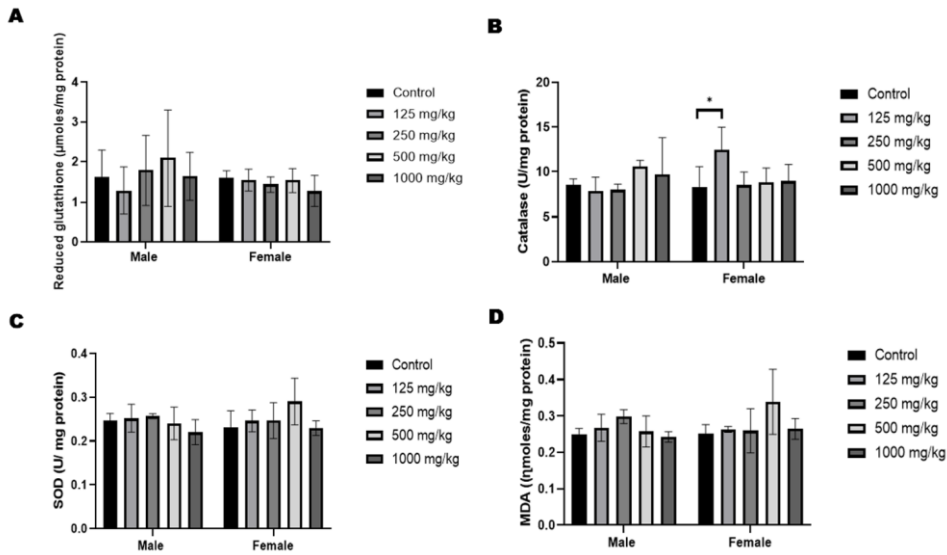 A
Reduced glutathione (µmoles/mg protein)
4
3
2
1
0
Male
Female
Control
125 mg/kg
250 mg/kg
500 mg/kg
1000 mg/kg
B
Catalase (U/mg protein)
20
15
10
5
0
*
Male
Female
Control
125 mg/kg
250 mg/kg
500 mg/kg
1000 mg/kg
C
SOD (U/ mg protein)
0.4
0.3
0.2
0.1
0.0
Male
Female
Control
125 mg/kg
250 mg/kg
500 mg/kg
1000 mg/kg
D
MDA ((ηmoles/mg protein)
0.5
0.4
0.3
0.2
0.1
0.0
Male
Female
Control
125 mg/kg
250 mg/kg
500 mg/kg
1000 mg/kg